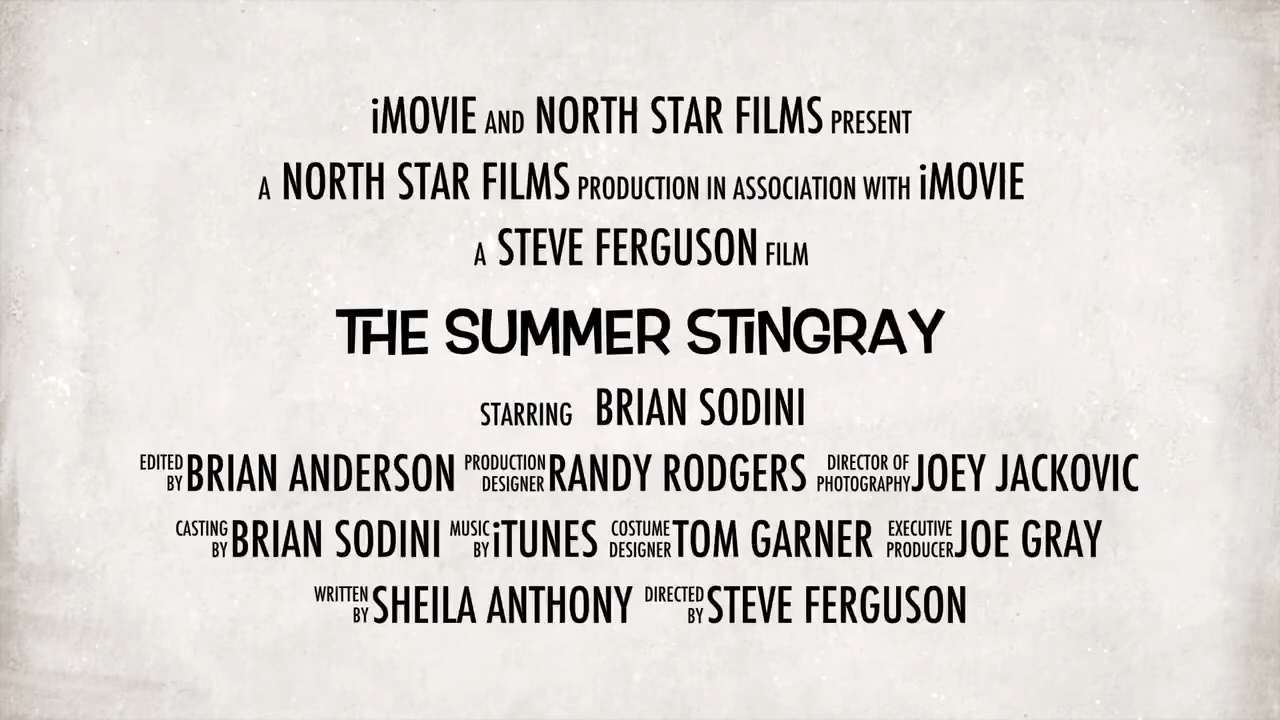 iMOVIE AND NORTH STAR FILMS PRESENT
A NORTH STAR FILMS PRODUCTION IN ASSOCIATION WITH iMOVIE
A STEVE FERGUSON FILM
THE SUMMER STiNGRAY
STARRING BRIAN SODINI
EDITED BY BRIAN ANDERSON PRODUCTION DESIGNER RANDY RODGERS DIRECTOR OF PHOTOGRAPHY JOEY JACKOVIC
CASTING BY BRIAN SODINI MUSIC BY iTUNES COSTUME DESIGNER TOM GARNER EXECUTIVE PRODUCER JOE GRAY
WRITTEN BY SHEILA ANTHONY DIRECTED BY STEVE FERGUSON